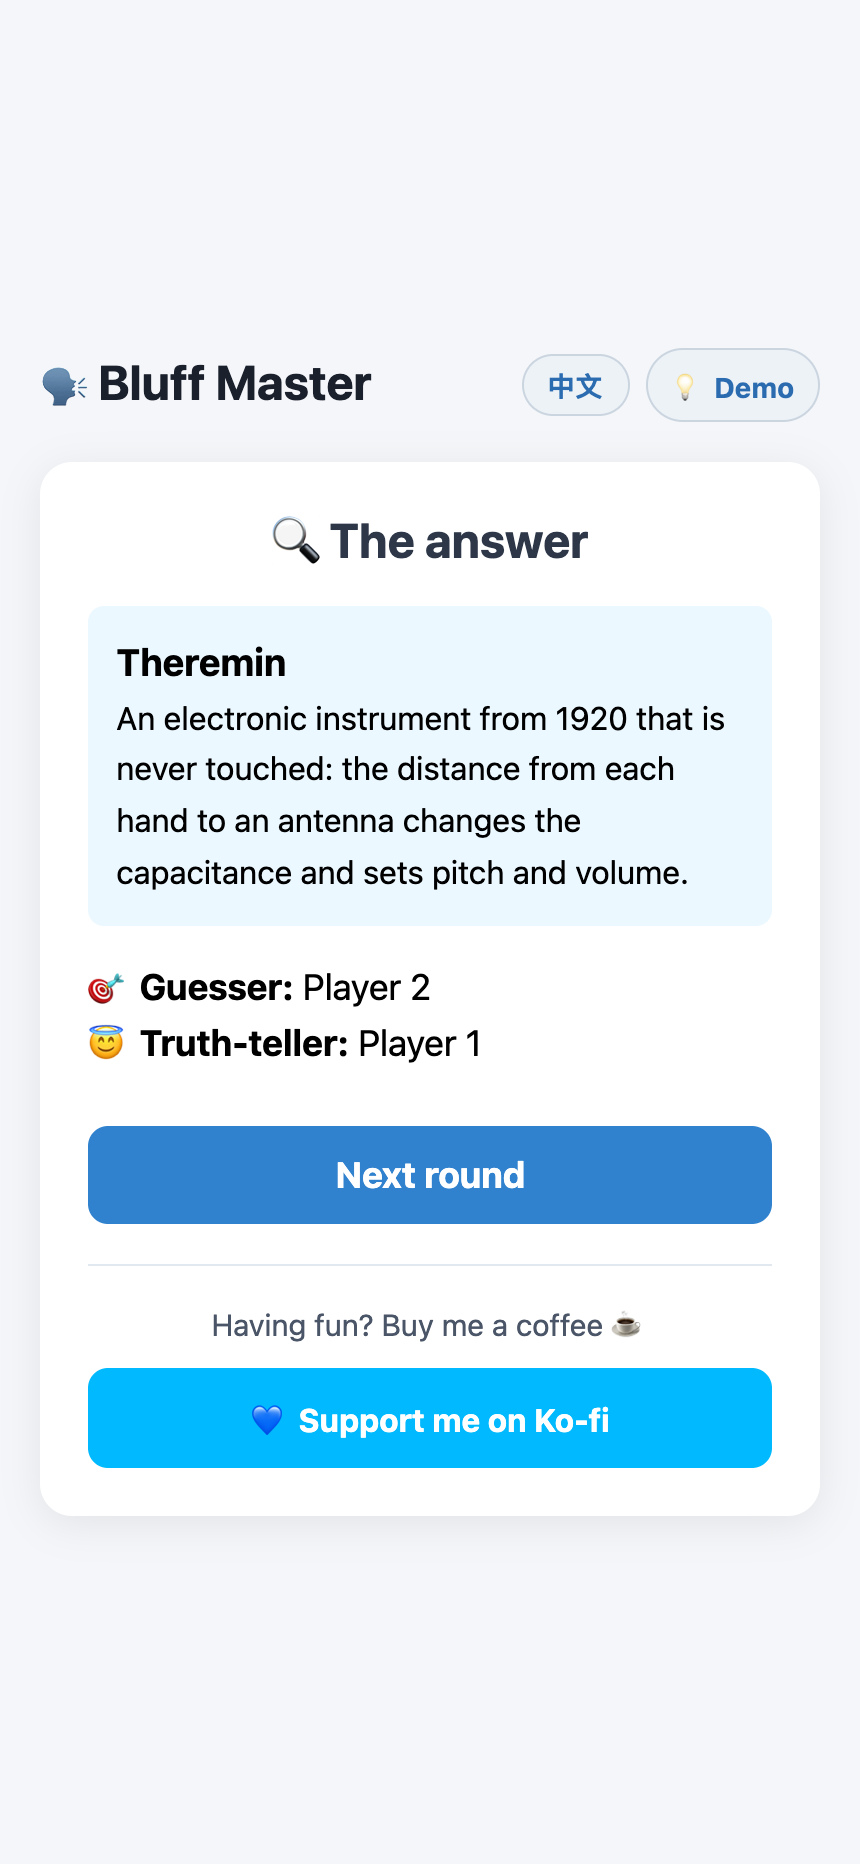 🗣️ Bluff Master
中文
💡 Demo
🔍 The answer
Theremin
An electronic instrument from 1920 that is
never touched: the distance from each
hand to an antenna changes the
capacitance and sets pitch and volume.
🎯 Guesser: Player 2
😇 Truth-teller: Player 1
Next round
Having fun? Buy me a coffee ☕
💙 Support me on Ko-fi